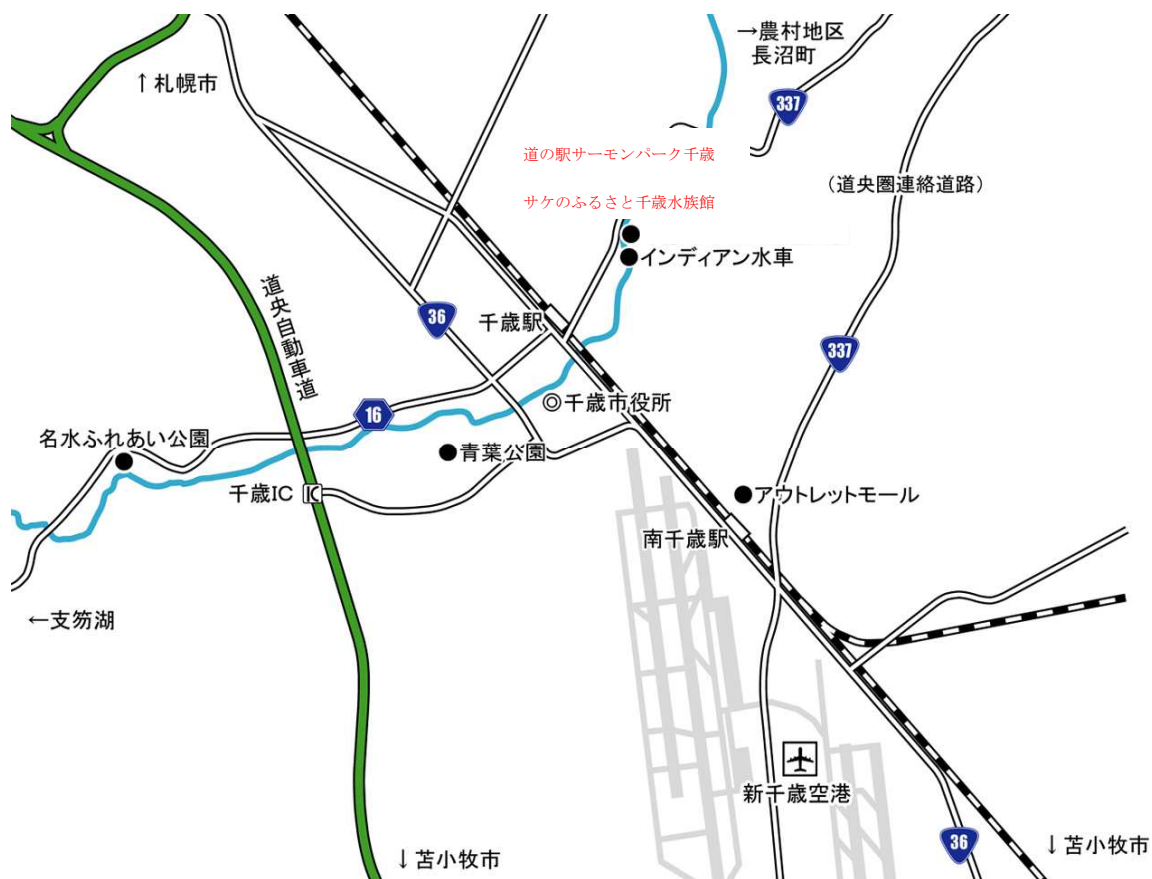 →農村地区
長沼町
↑札幌市
337
道の駅サーモンパーク千歳
(道央圏連絡道路)
サケのふるさと千歳水族館
インディアン水車
道央自動車道
36
千歳駅
337
千歳市役所
16
名水ふれあい公園
青葉公園
千歳IC
IC
アウトレットモール
南千歳駅
←支笏湖
新千歳空港
36
↓苫小牧市
↓苫小牧市